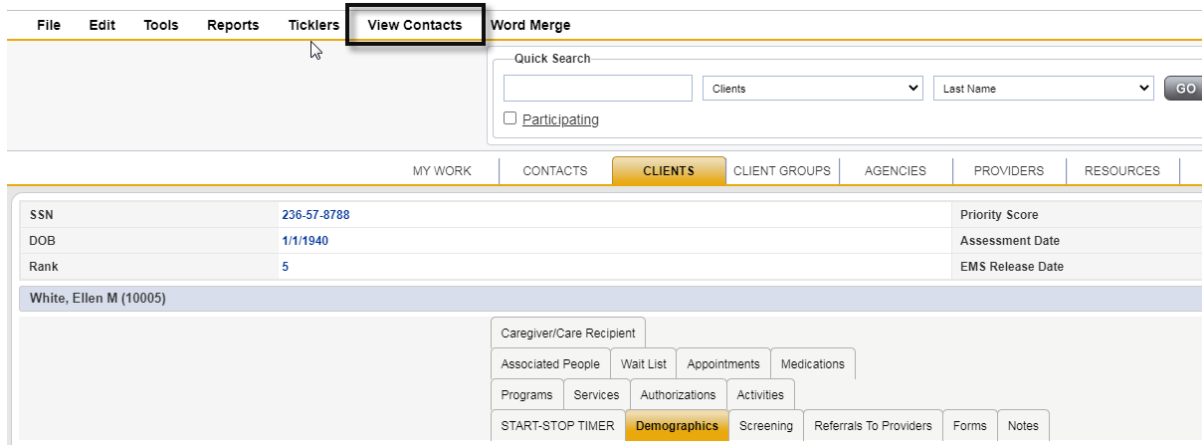 File Edit Tools Reports Ticklers View Contacts Word Merge
Quick Search
Clients Last Name GO
Participating
MY WORK CONTACTS CLIENTS CLIENT GROUPS AGENCIES PROVIDERS RESOURCES
SSN 236-57-8788 Priority Score
DOB 1/1/1940 Assessment Date
Rank 5 EMS Release Date
White, Ellen M (10005)
Caregiver/Care Recipient
Associated People Wait List Appointments Medications
Programs Services Authorizations Activities
START-STOP TIMER Demographics Screening Referrals To Providers Forms Notes